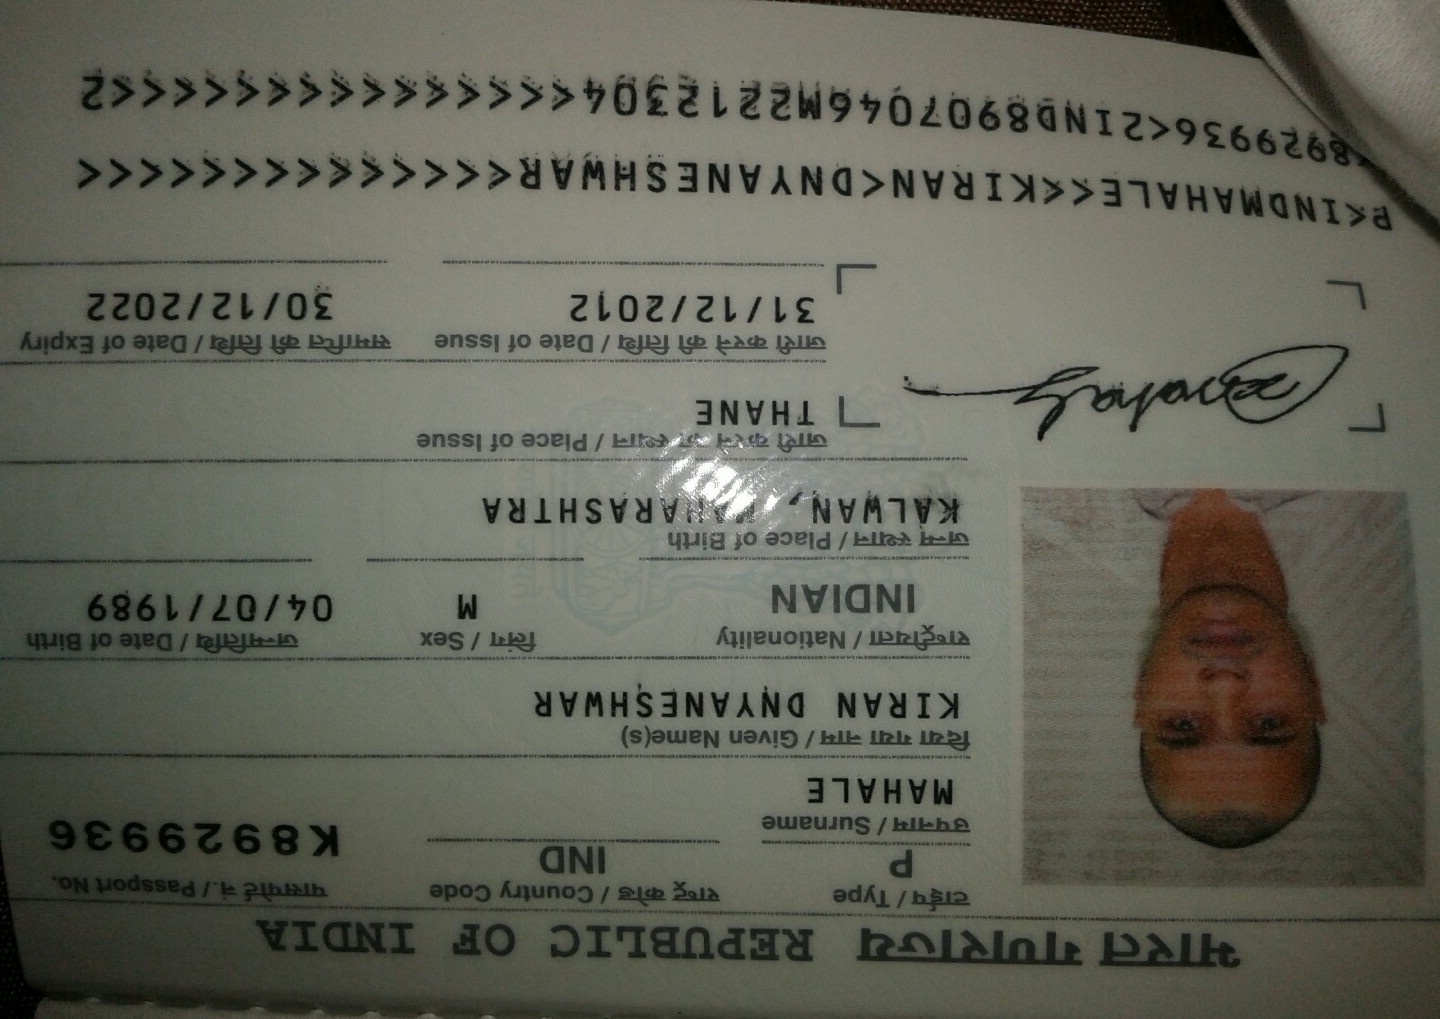 भारत गणराज्य REPUBLIC OF INDIA
टाईप / Type राष्ट्र कोड / Country Code पासपोर्ट नं. / Passport No.
P IND K8929936
उपनाम / Surname
MAHALE
दिया गया नाम / Given Name(s)
KIRAN DNYANESHWAR
राष्ट्रीयता / Nationality लिंग / Sex जन्मतिथि / Date of Birth
INDIAN M 04/07/1989
जन्म स्थान / Place of Birth
KALWAN, MAHARASHTRA
जारी करने का स्थान / Place of Issue
THANE
जारी करने की तिथि / Date of Issue समाप्ति की तिथि / Date of Expiry
31/12/2012 30/12/2022
P<INDMAHALE<<KIRAN<DNYANESHWAR<<<<<<<<<<<<<<
K8929936<2IND8907046M2212304<<<<<<<<<<<<<<<2